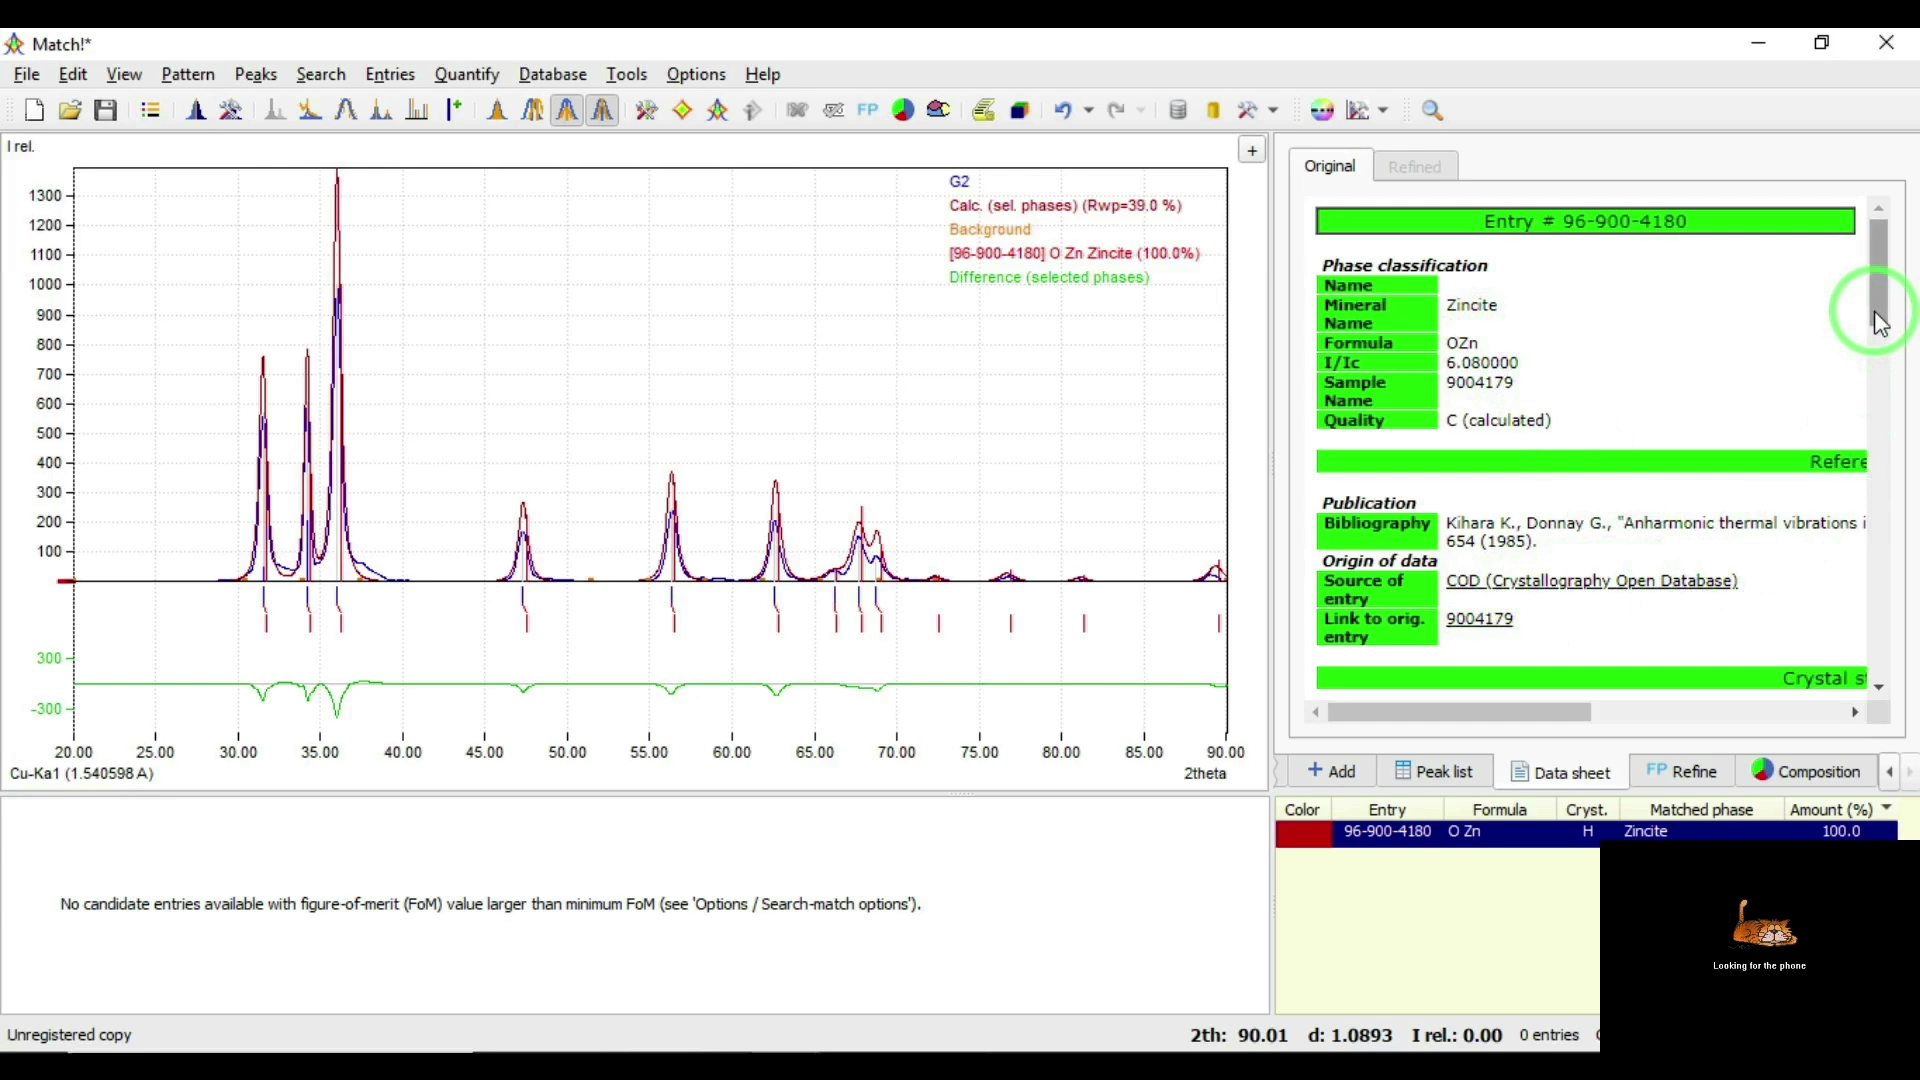 Match!*
File Edit View Pattern Peaks Search Entries Quantify Database Tools Options Help
FP
I rel.
+
G2
Calc. (sel. phases) (Rwp=39.0 %)
Background
[96-900-4180] O Zn Zincite (100.0%)
Difference (selected phases)
1300
1200
1100
1000
900
800
700
600
500
400
300
200
100
300
-300
20.00 25.00 30.00 35.00 40.00 45.00 50.00 55.00 60.00 65.00 70.00 75.00 80.00 85.00 90.00
Cu-Ka1 (1.540598 A) 2theta
Original Refined
Entry # 96-900-4180
Phase classification
Name
Mineral Name Zincite
Formula OZn
I/Ic 6.080000
Sample Name 9004179
Quality C (calculated)
Refere
Publication
Bibliography Kihara K., Donnay G., "Anharmonic thermal vibrations i
654 (1985).
Origin of data
Source of entry COD (Crystallography Open Database)
Link to orig. entry 9004179
Crystal s
+ Add Peak list Data sheet FP Refine Composition
Color Entry Formula Cryst. Matched phase Amount (%)
96-900-4180 O Zn H Zincite 100.0
No candidate entries available with figure-of-merit (FoM) value larger than minimum FoM (see 'Options / Search-match options').
Looking for the phone
Unregistered copy 2th: 90.01 d: 1.0893 I rel.: 0.00 0 entries